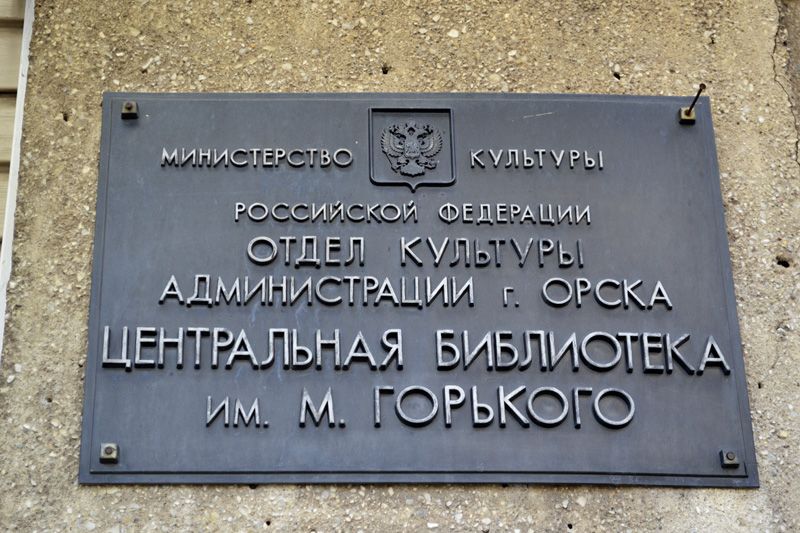 МИНИСТЕРСТВО КУЛЬТУРЫ
РОССИЙСКОЙ ФЕДЕРАЦИИ
ОТДЕЛ КУЛЬТУРЫ
АДМИНИСТРАЦИИ г. ОРСКА
ЦЕНТРАЛЬНАЯ БИБЛИОТЕКА
ИМ. М. ГОРЬКОГО